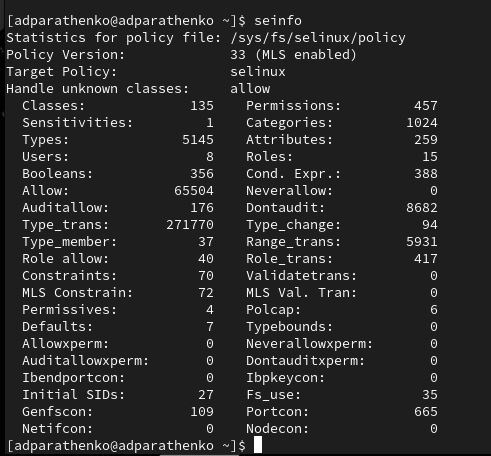 [adparathenko@adparathenko ~]$ seinfo
Statistics for policy file: /sys/fs/selinux/policy
Policy Version:             33 (MLS enabled)
Target Policy:              selinux
Handle unknown classes:     allow
  Classes:             135    Permissions:         457
  Sensitivities:         1    Categories:         1024
  Types:              5145    Attributes:          259
  Users:                 8    Roles:                15
  Booleans:            356    Cond. Expr.:         388
  Allow:             65504    Neverallow:            0
  Auditallow:          176    Dontaudit:          8682
  Type_trans:       271770    Type_change:          94
  Type_member:          37    Range_trans:        5931
  Role allow:           40    Role_trans:          417
  Constraints:          70    Validatetrans:         0
  MLS Constrain:        72    MLS Val. Tran:         0
  Permissives:           4    Polcap:                6
  Defaults:              7    Typebounds:            0
  Allowxperm:            0    Neverallowxperm:       0
  Auditallowxperm:       0    Dontauditxperm:        0
  Ibendportcon:          0    Ibpkeycon:             0
  Initial SIDs:         27    Fs_use:               35
  Genfscon:            109    Portcon:             665
  Netifcon:              0    Nodecon:               0
[adparathenko@adparathenko ~]$